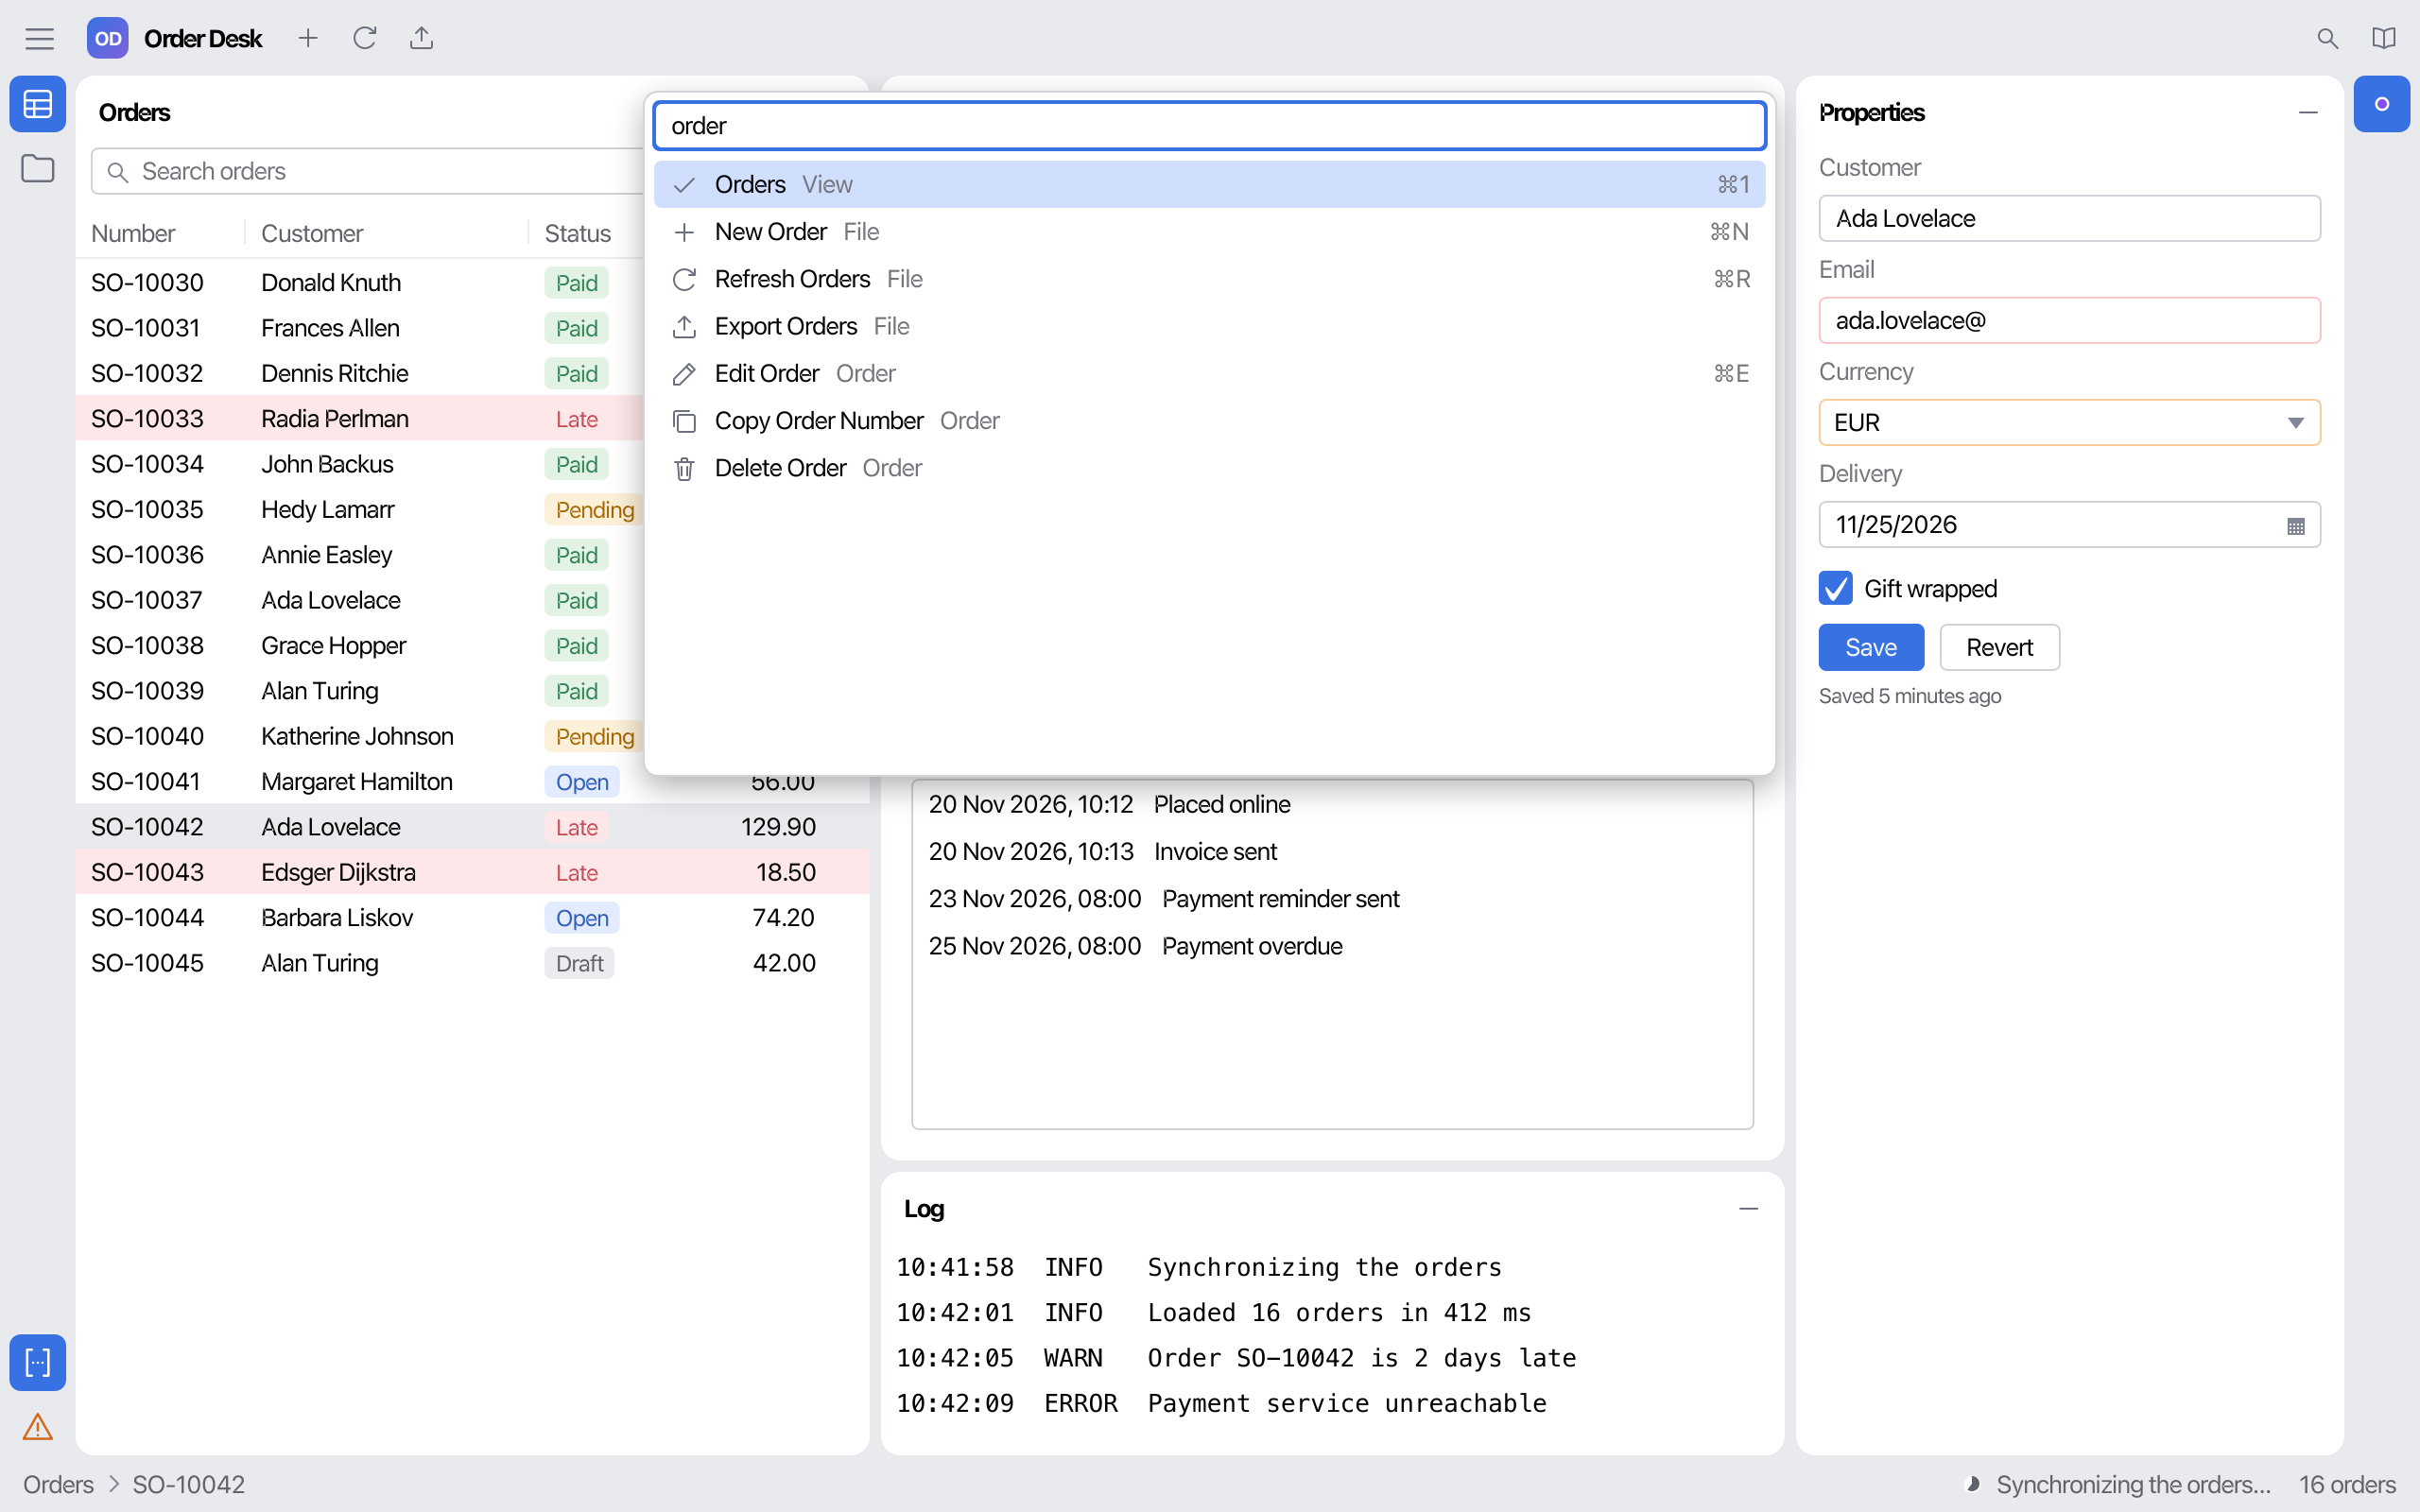 OD Order Desk
Orders
Search orders
Number Customer Status
SO-10030 Donald Knuth Paid
SO-10031 Frances Allen Paid
SO-10032 Dennis Ritchie Paid
SO-10033 Radia Perlman Late
SO-10034 John Backus Paid
SO-10035 Hedy Lamarr Pending
SO-10036 Annie Easley Paid
SO-10037 Ada Lovelace Paid
SO-10038 Grace Hopper Paid
SO-10039 Alan Turing Paid
SO-10040 Katherine Johnson Pending
SO-10041 Margaret Hamilton Open 56.00
SO-10042 Ada Lovelace Late 129.90
SO-10043 Edsger Dijkstra Late 18.50
SO-10044 Barbara Liskov Open 74.20
SO-10045 Alan Turing Draft 42.00
order
Orders View ⌘1
New Order File ⌘N
Refresh Orders File ⌘R
Export Orders File
Edit Order Order ⌘E
Copy Order Number Order
Delete Order Order
20 Nov 2026, 10:12 Placed online
20 Nov 2026, 10:13 Invoice sent
23 Nov 2026, 08:00 Payment reminder sent
25 Nov 2026, 08:00 Payment overdue
Log
10:41:58 INFO Synchronizing the orders
10:42:01 INFO Loaded 16 orders in 412 ms
10:42:05 WARN Order SO-10042 is 2 days late
10:42:09 ERROR Payment service unreachable
Properties
Customer
Ada Lovelace
Email
ada.lovelace@
Currency
EUR
Delivery
11/25/2026
Gift wrapped
Save Revert
Saved 5 minutes ago
Orders > SO-10042
Synchronizing the orders... 16 orders